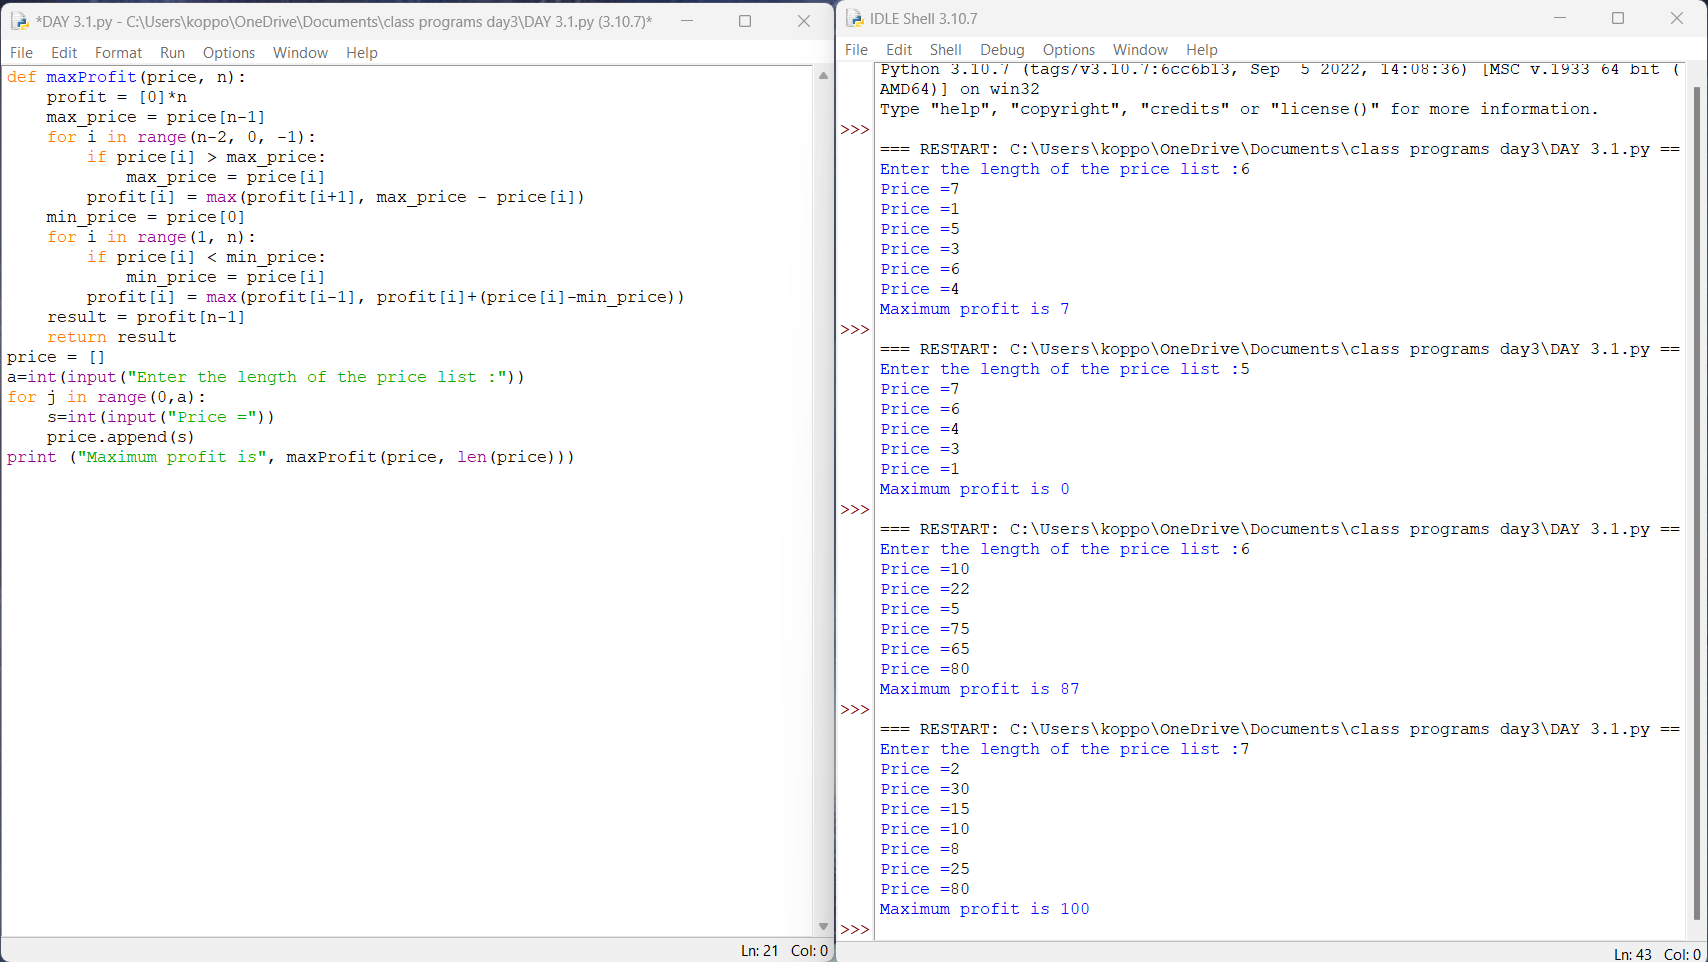 *DAY 3.1.py - C:\Users\koppo\OneDrive\Documents\class programs day3\DAY 3.1.py (3.10.7)*
File Edit Format Run Options Window Help
def maxProfit(price, n):
    profit = [0]*n
    max_price = price[n-1]
    for i in range(n-2, 0, -1):
        if price[i] > max_price:
            max_price = price[i]
        profit[i] = max(profit[i+1], max_price - price[i])
    min_price = price[0]
    for i in range(1, n):
        if price[i] < min_price:
            min_price = price[i]
        profit[i] = max(profit[i-1], profit[i]+(price[i]-min_price))
    result = profit[n-1]
    return result
price = []
a=int(input("Enter the length of the price list :"))
for j in range(0,a):
    s=int(input("Price ="))
    price.append(s)
print ("Maximum profit is", maxProfit(price, len(price)))
Ln: 21 Col: 0
IDLE Shell 3.10.7
File Edit Shell Debug Options Window Help
Python 3.10.7 (tags/v3.10.7:6cc6b13, Sep  5 2022, 14:08:36) [MSC v.1933 64 bit (
AMD64)] on win32
Type "help", "copyright", "credits" or "license()" for more information.
>>>
=== RESTART: C:\Users\koppo\OneDrive\Documents\class programs day3\DAY 3.1.py ==
Enter the length of the price list :6
Price =7
Price =1
Price =5
Price =3
Price =6
Price =4
Maximum profit is 7
>>>
=== RESTART: C:\Users\koppo\OneDrive\Documents\class programs day3\DAY 3.1.py ==
Enter the length of the price list :5
Price =7
Price =6
Price =4
Price =3
Price =1
Maximum profit is 0
>>>
=== RESTART: C:\Users\koppo\OneDrive\Documents\class programs day3\DAY 3.1.py ==
Enter the length of the price list :6
Price =10
Price =22
Price =5
Price =75
Price =65
Price =80
Maximum profit is 87
>>>
=== RESTART: C:\Users\koppo\OneDrive\Documents\class programs day3\DAY 3.1.py ==
Enter the length of the price list :7
Price =2
Price =30
Price =15
Price =10
Price =8
Price =25
Price =80
Maximum profit is 100
>>>
Ln: 43 Col: 0